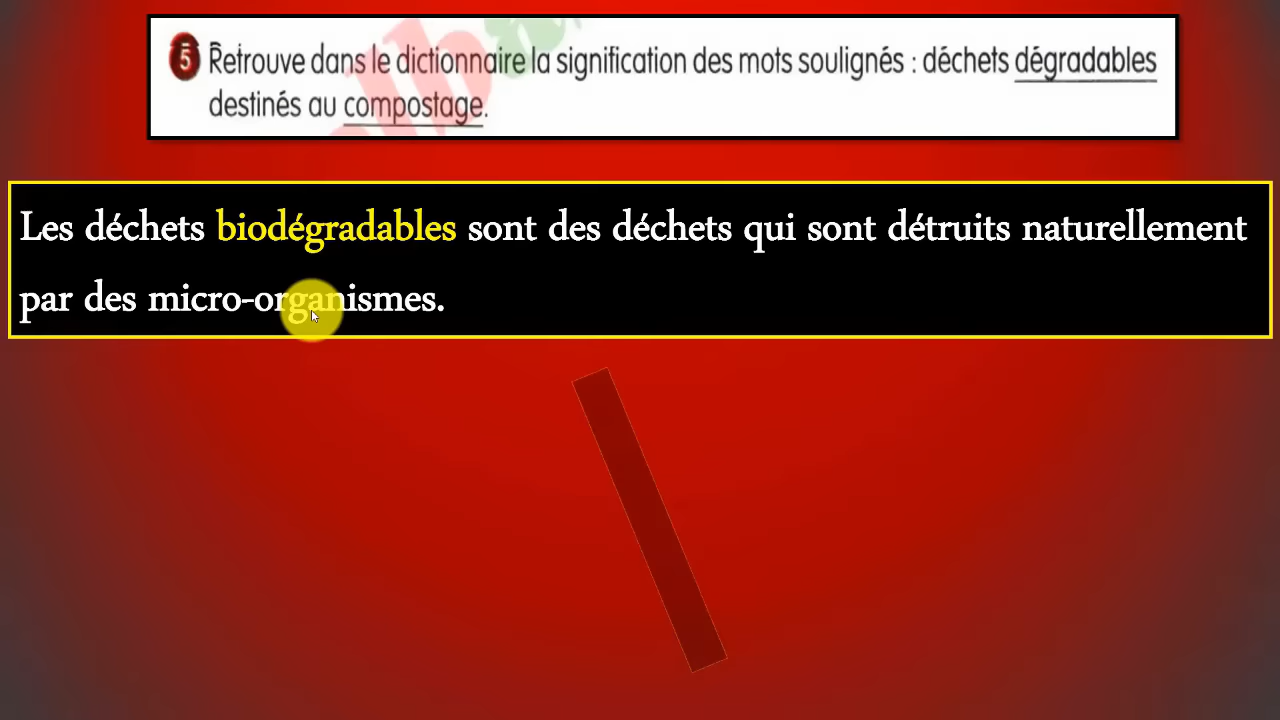 5 Retrouve dans le dictionnaire la signification des mots soulignés : déchets dégradables
destinés au compostage.
Les déchets biodégradables sont des déchets qui sont détruits naturellement
par des micro-organismes.